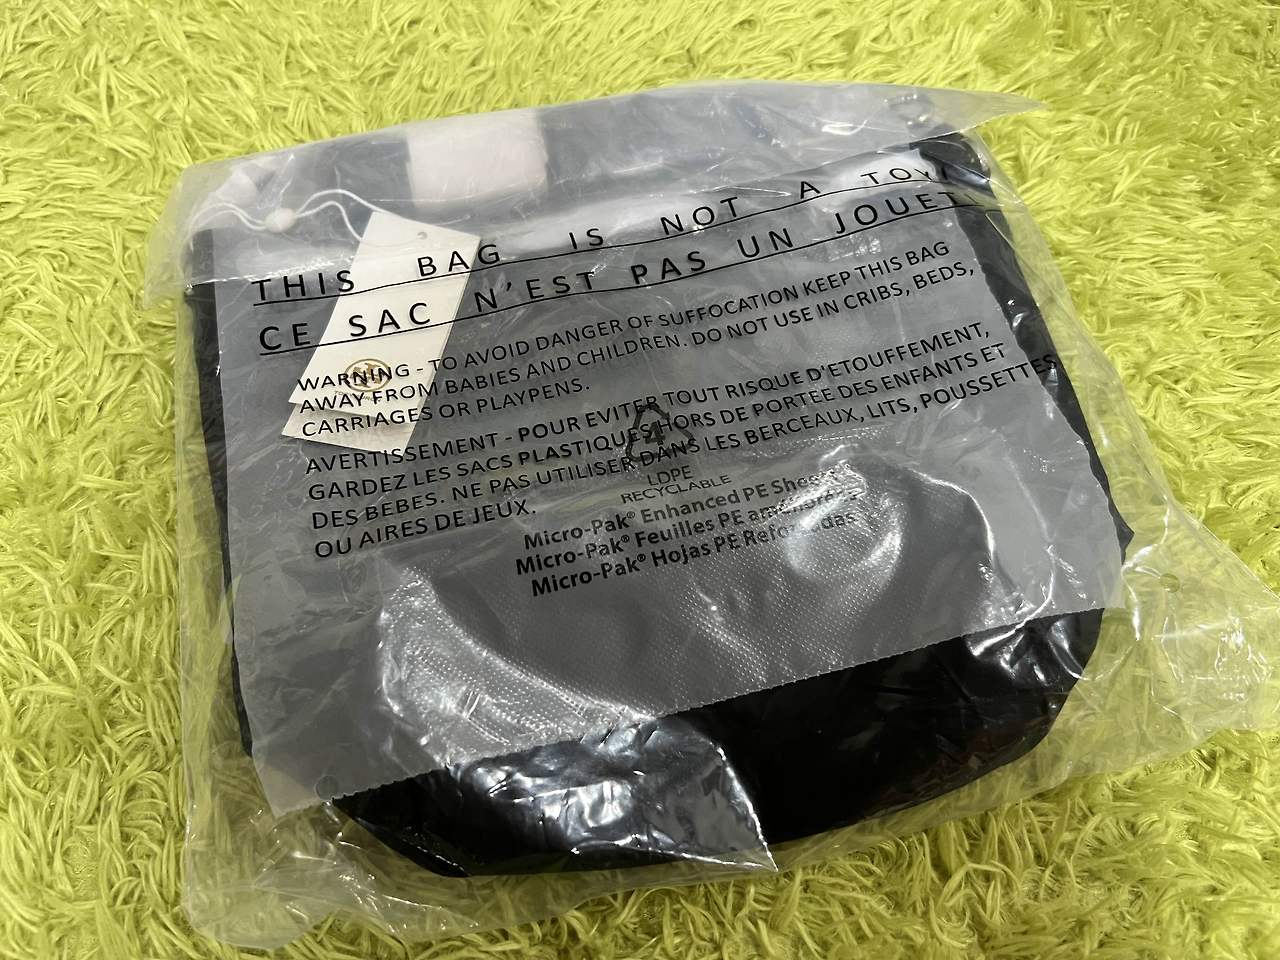 THIS BAG IS NOT A TOY
CE SAC N'EST PAS UN JOUET
WARNING - TO AVOID DANGER OF SUFFOCATION KEEP THIS BAG
AWAY FROM BABIES AND CHILDREN. DO NOT USE IN CRIBS, BEDS,
CARRIAGES OR PLAYPENS.
AVERTISSEMENT - POUR EVITER TOUT RISQUE D'ETOUFFEMENT,
GARDEZ LES SACS PLASTIQUES HORS DE PORTEE DES ENFANTS ET
DES BEBES. NE PAS UTILISER DANS LES BERCEAUX, LITS, POUSSETTES
OU AIRES DE JEUX.
4
LDPE
RECYCLABLE
Micro-Pak® Enhanced PE Sheets
Micro-Pak® Feuilles PE améliorées
Micro-Pak® Hojas PE Reforzadas